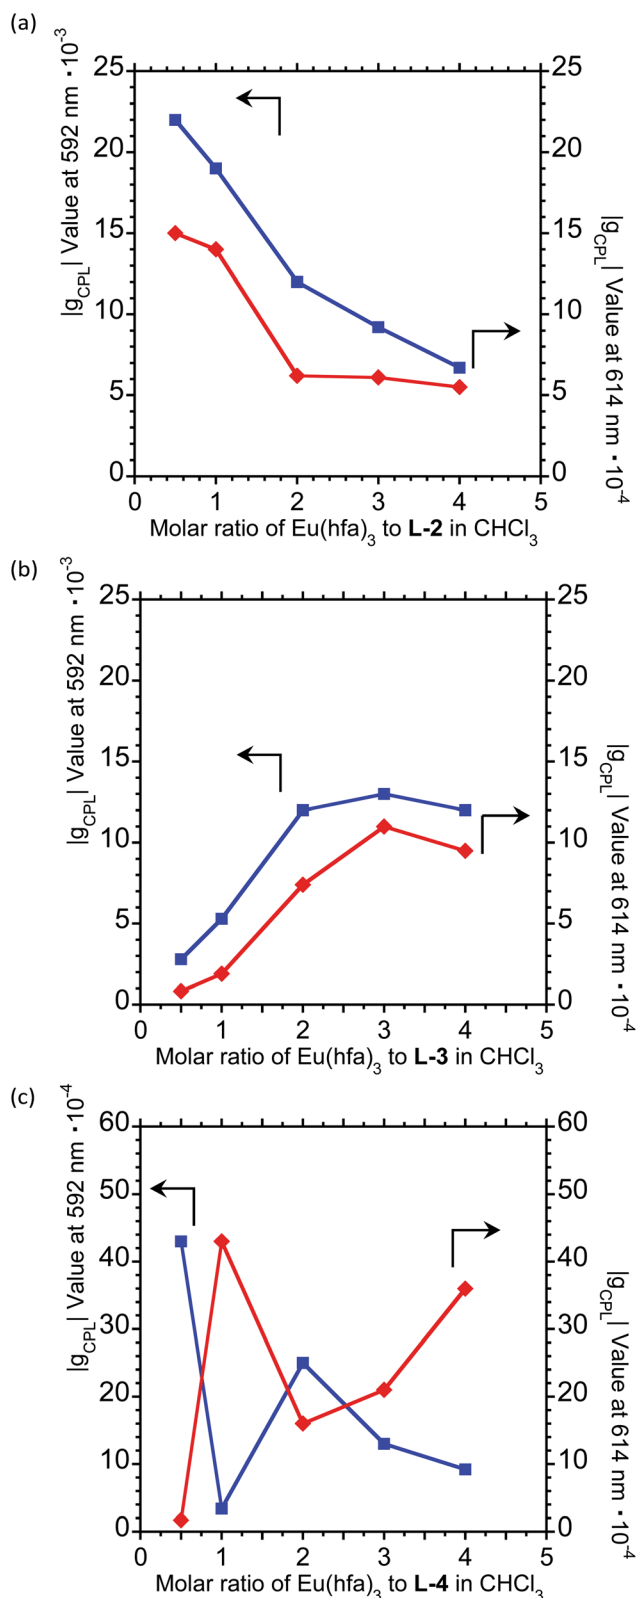 (a)
|gCPL| Value at 592 nm ▪ 10-3
25
20
15
10
5
0
25
20
15
10
5
0
|gCPL| Value at 614 nm ▪ 10-4
0 1 2 3 4 5
Molar ratio of Eu(hfa)3 to L-2 in CHCl3
(b)
|gCPL| Value at 592 nm ▪ 10-3
25
20
15
10
5
0
25
20
15
10
5
0
|gCPL| Value at 614 nm ▪ 10-4
0 1 2 3 4 5
Molar ratio of Eu(hfa)3 to L-3 in CHCl3
(c)
|gCPL| Value at 592 nm ▪ 10-4
60
50
40
30
20
10
0
60
50
40
30
20
10
0
|gCPL| Value at 614 nm ▪ 10-4
0 1 2 3 4 5
Molar ratio of Eu(hfa)3 to L-4 in CHCl3